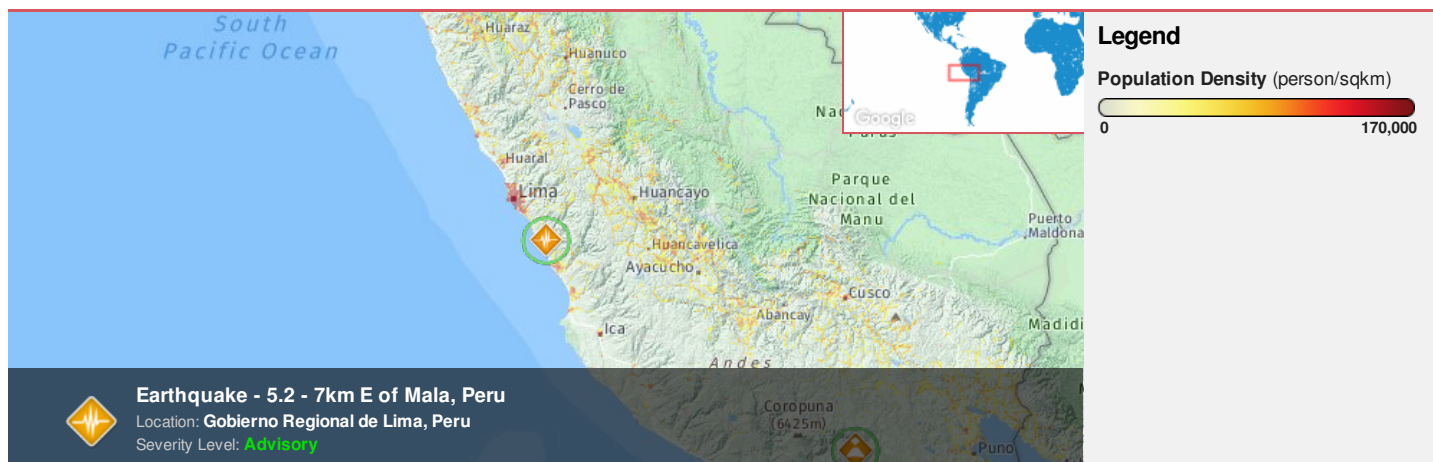 South
Pacific Ocean
Huaraz
Huanuco
Cerro de
Pasco
Google
Huaral
Lima
Huancayo
Parque
Nacional del
Manu
Puerto
Maldona
Huancavelica
Ayacucho
Cusco
Abancay
Ica
Madidi
Andes
Coropuna
(6425m)
Puno
Earthquake - 5.2 - 7km E of Mala, Peru
Location: Gobierno Regional de Lima, Peru
Severity Level: Advisory
Legend
Population Density (person/sqkm)
0 170,000